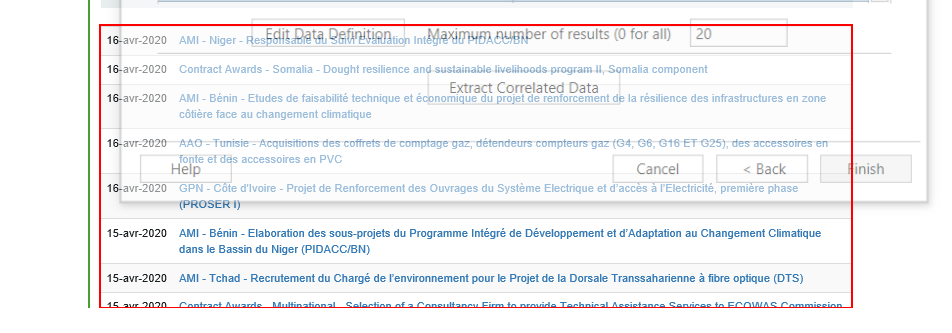 Edit Data Definition Maximum number of results (0 for all) 20
16-avr-2020 AMI - Niger - Responsable du Suivi Evaluation Intégré du PIDACC/BN
16-avr-2020 Contract Awards - Somalia - Dought resilience and sustainable livelihoods program II, Somalia component
Extract Correlated Data
16-avr-2020 AMI - Bénin - Etudes de faisabilité technique et économique du projet de renforcement de la résilience des infrastructures en zone
côtière face au changement climatique
16-avr-2020 AAO - Tunisie - Acquisitions des coffrets de comptage gaz, détendeurs compteurs gaz (G4, G6, G16 ET G25), des accessoires en
fonte et des accessoires en PVC
Help Cancel < Back Finish
16-avr-2020 GPN - Côte d'Ivoire - Projet de Renforcement des Ouvrages du Système Electrique et d'accès à l'Electricité, première phase
(PROSER I)
15-avr-2020 AMI - Bénin - Elaboration des sous-projets du Programme Intégré de Développement et d'Adaptation au Changement Climatique
dans le Bassin du Niger (PIDACC/BN)
15-avr-2020 AMI - Tchad - Recrutement du Chargé de l'environnement pour le Projet de la Dorsale Transsaharienne à fibre optique (DTS)
15-avr-2020 Contract Awards - Multinational - Selection of a Consultancy Firm to provide Technical Assistance Services to ECOWAS Commission